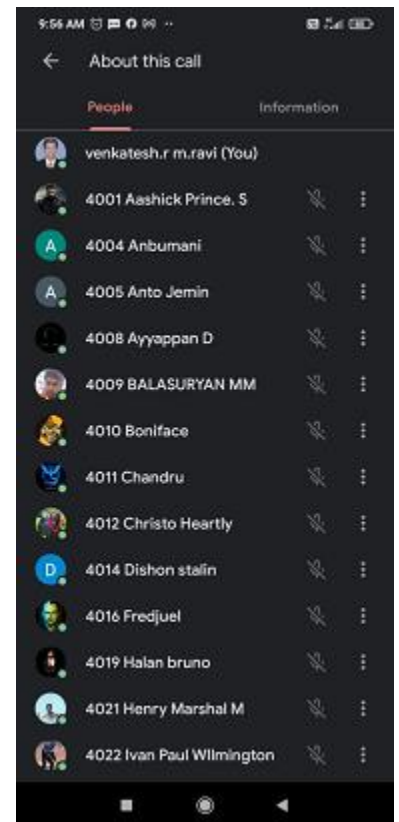 9:56 AM
About this call
People Information
venkatesh.r m.ravi (You)
4001 Aashick Prince. S
A 4004 Anbumani
A 4005 Anto Jemin
4008 Ayyappan D
4009 BALASURYAN MM
4010 Boniface
4011 Chandru
4012 Christo Heartly
D 4014 Dishon stalin
4016 Fredjuel
4019 Halan bruno
4021 Henry Marshal M
4022 Ivan Paul WIlmington